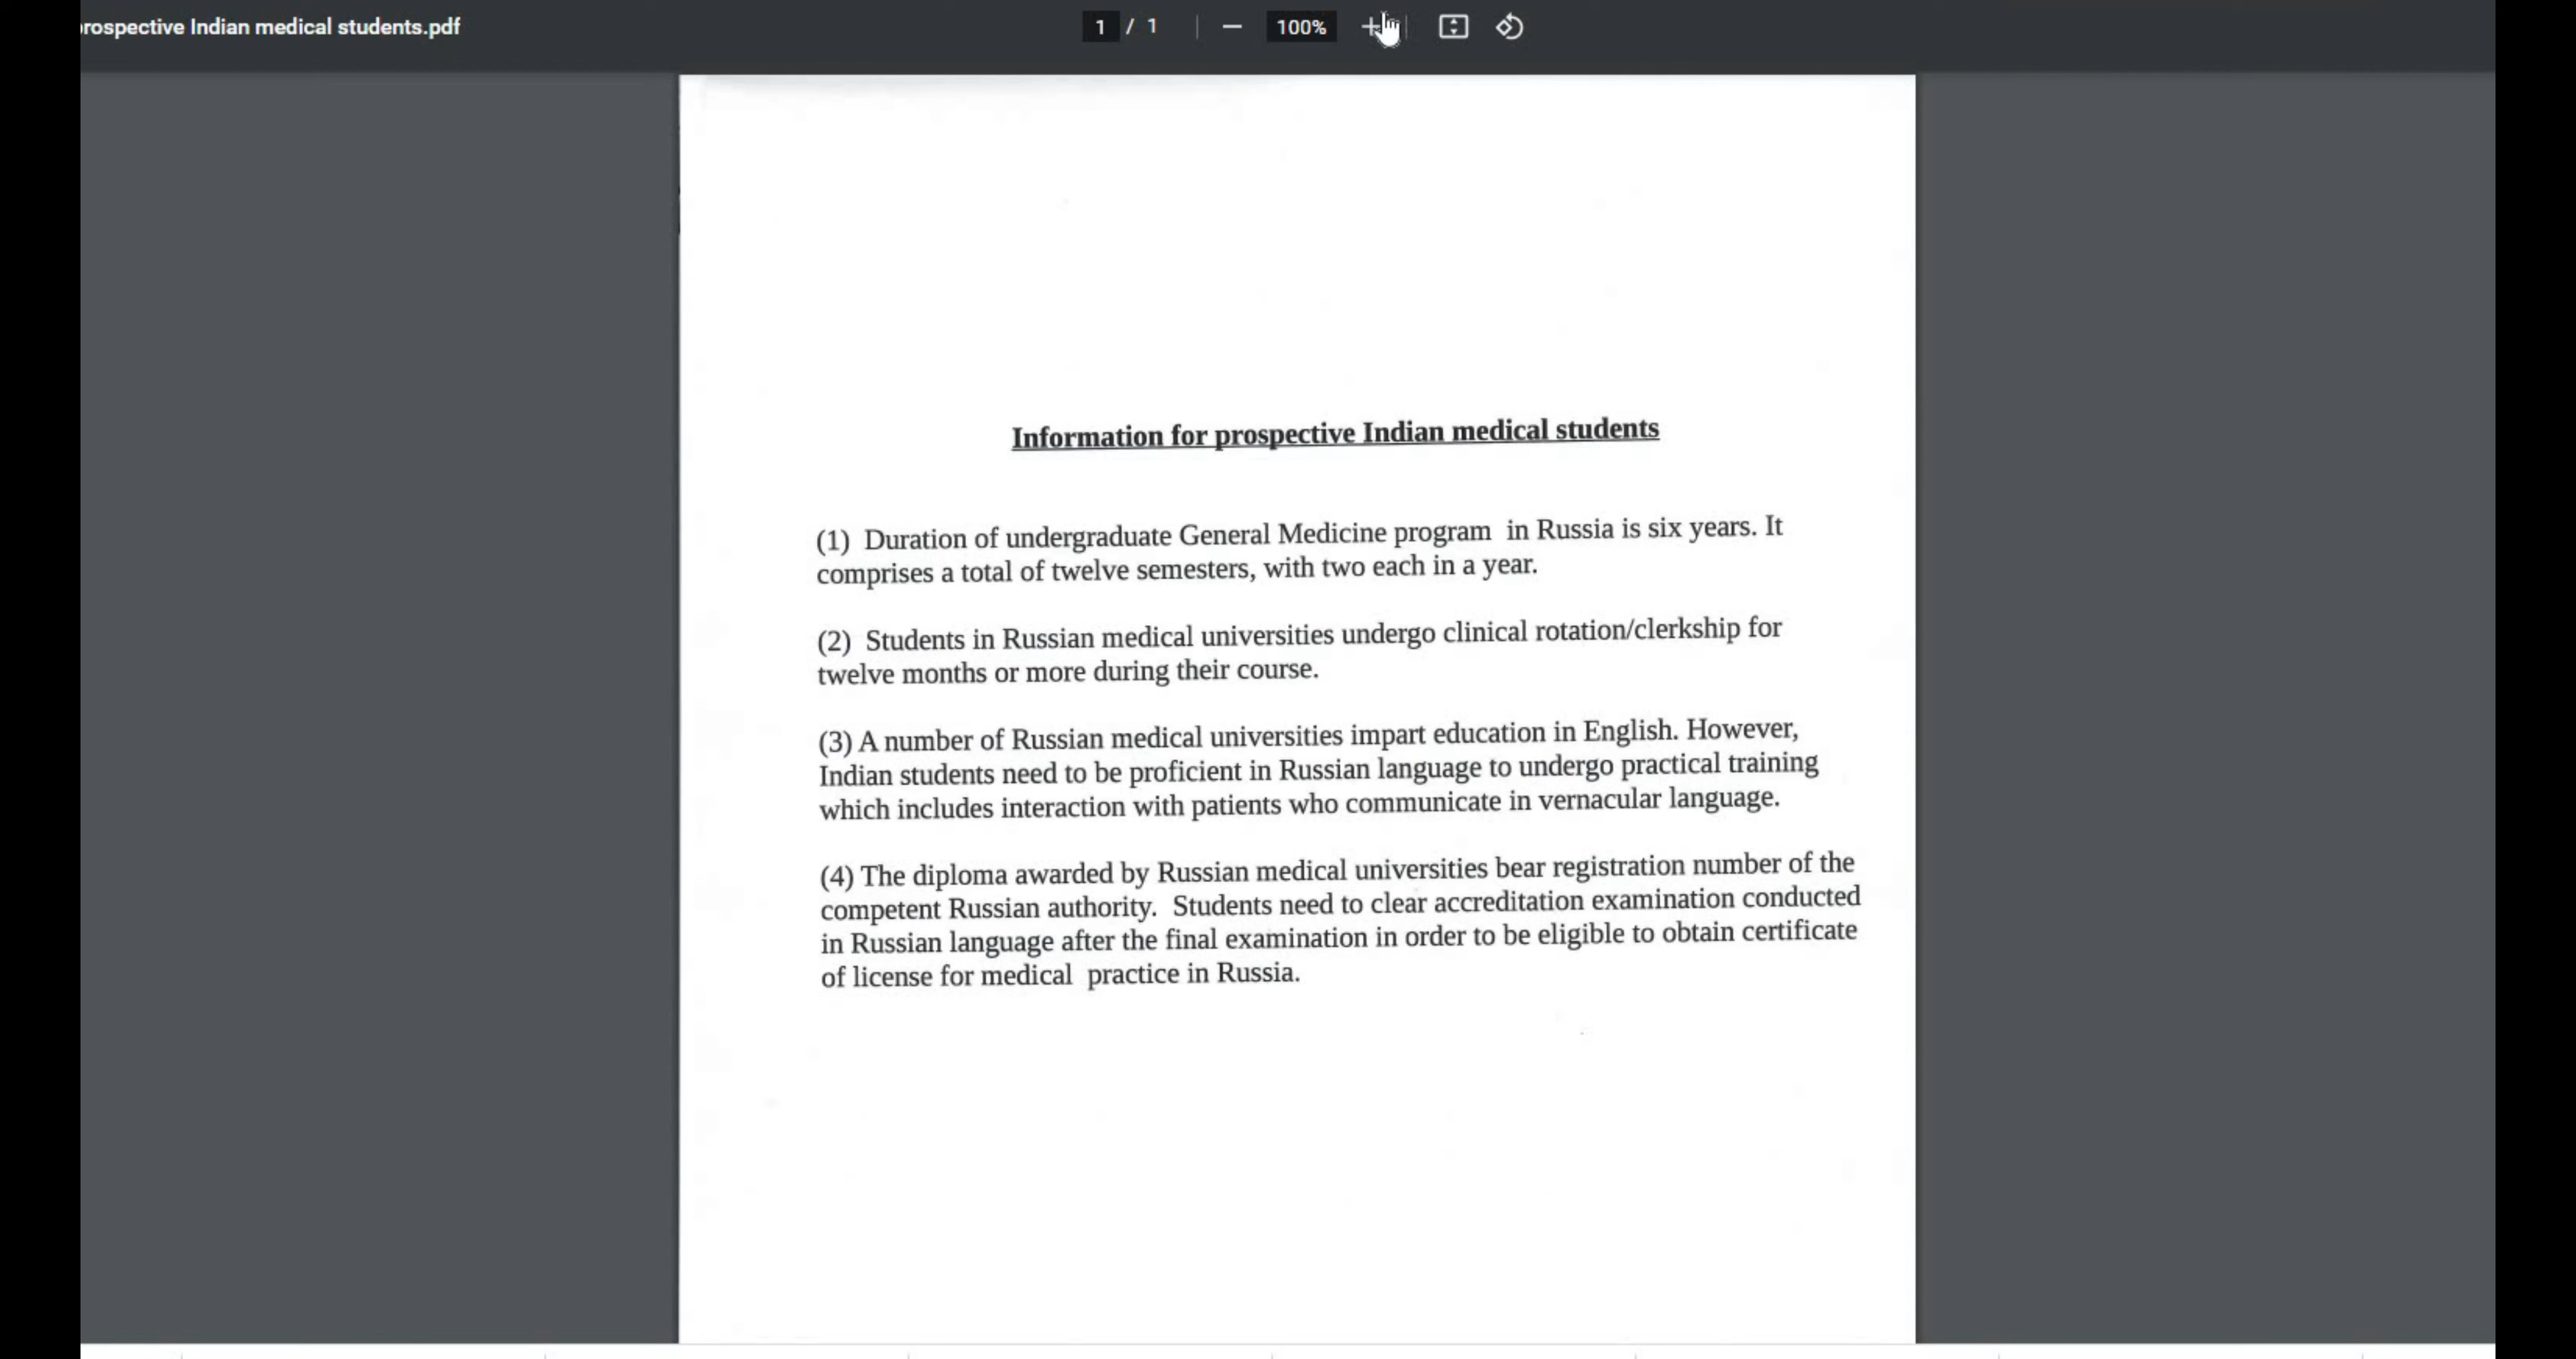 rospective Indian medical students.pdf
1 / 1
100%
Information for prospective Indian medical students
(1) Duration of undergraduate General Medicine program in Russia is six years. It
comprises a total of twelve semesters, with two each in a year.
(2) Students in Russian medical universities undergo clinical rotation/clerkship for
twelve months or more during their course.
(3) A number of Russian medical universities impart education in English. However,
Indian students need to be proficient in Russian language to undergo practical training
which includes interaction with patients who communicate in vernacular language.
(4) The diploma awarded by Russian medical universities bear registration number of the
competent Russian authority. Students need to clear accreditation examination conducted
in Russian language after the final examination in order to be eligible to obtain certificate
of license for medical practice in Russia.